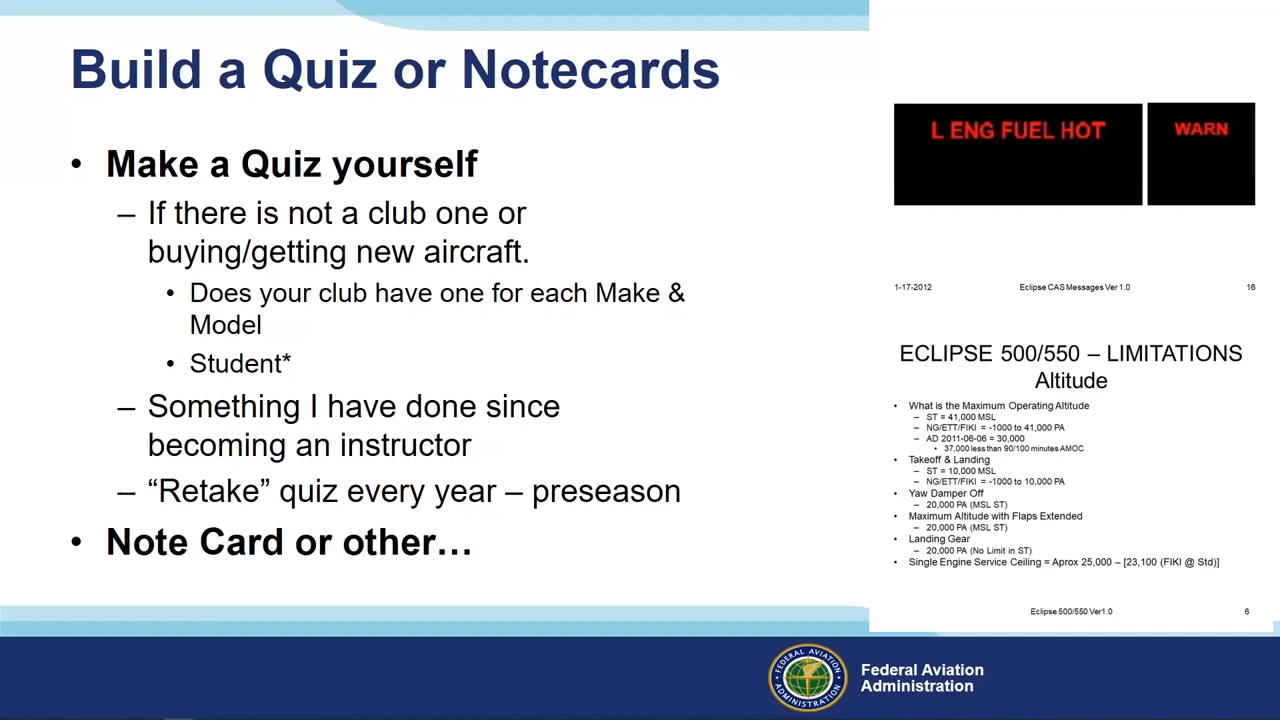 Build a Quiz or Notecards
• Make a Quiz yourself
– If there is not a club one or
buying/getting new aircraft.
• Does your club have one for each Make &
Model
• Student*
– Something I have done since
becoming an instructor
– “Retake” quiz every year – preseason
• Note Card or other…
L ENG FUEL HOT
WARN
1-17-2012 Eclipse CAS Messages Ver 1.0 16
ECLIPSE 500/550 – LIMITATIONS
Altitude
• What is the Maximum Operating Altitude
– ST = 41,000 MSL
– NG/ETT/FIKI = -1000 to 41,000 PA
– AD 2011-06-06 = 30,000
• 37,000 less than 90/100 minutes AMOC
• Takeoff & Landing
– ST = 10,000 MSL
– NG/ETT/FIKI = -1000 to 10,000 PA
• Yaw Damper Off
– 20,000 PA (MSL ST)
• Maximum Altitude with Flaps Extended
– 20,000 PA (MSL ST)
• Landing Gear
– 20,000 PA (No Limit in ST)
• Single Engine Service Ceiling = Aprox 25,000 – [23,100 (FIKI @ Std)]
Eclipse 500/550 Ver1.0 6
FEDERAL AVIATION
ADMINISTRATION
Federal Aviation
Administration